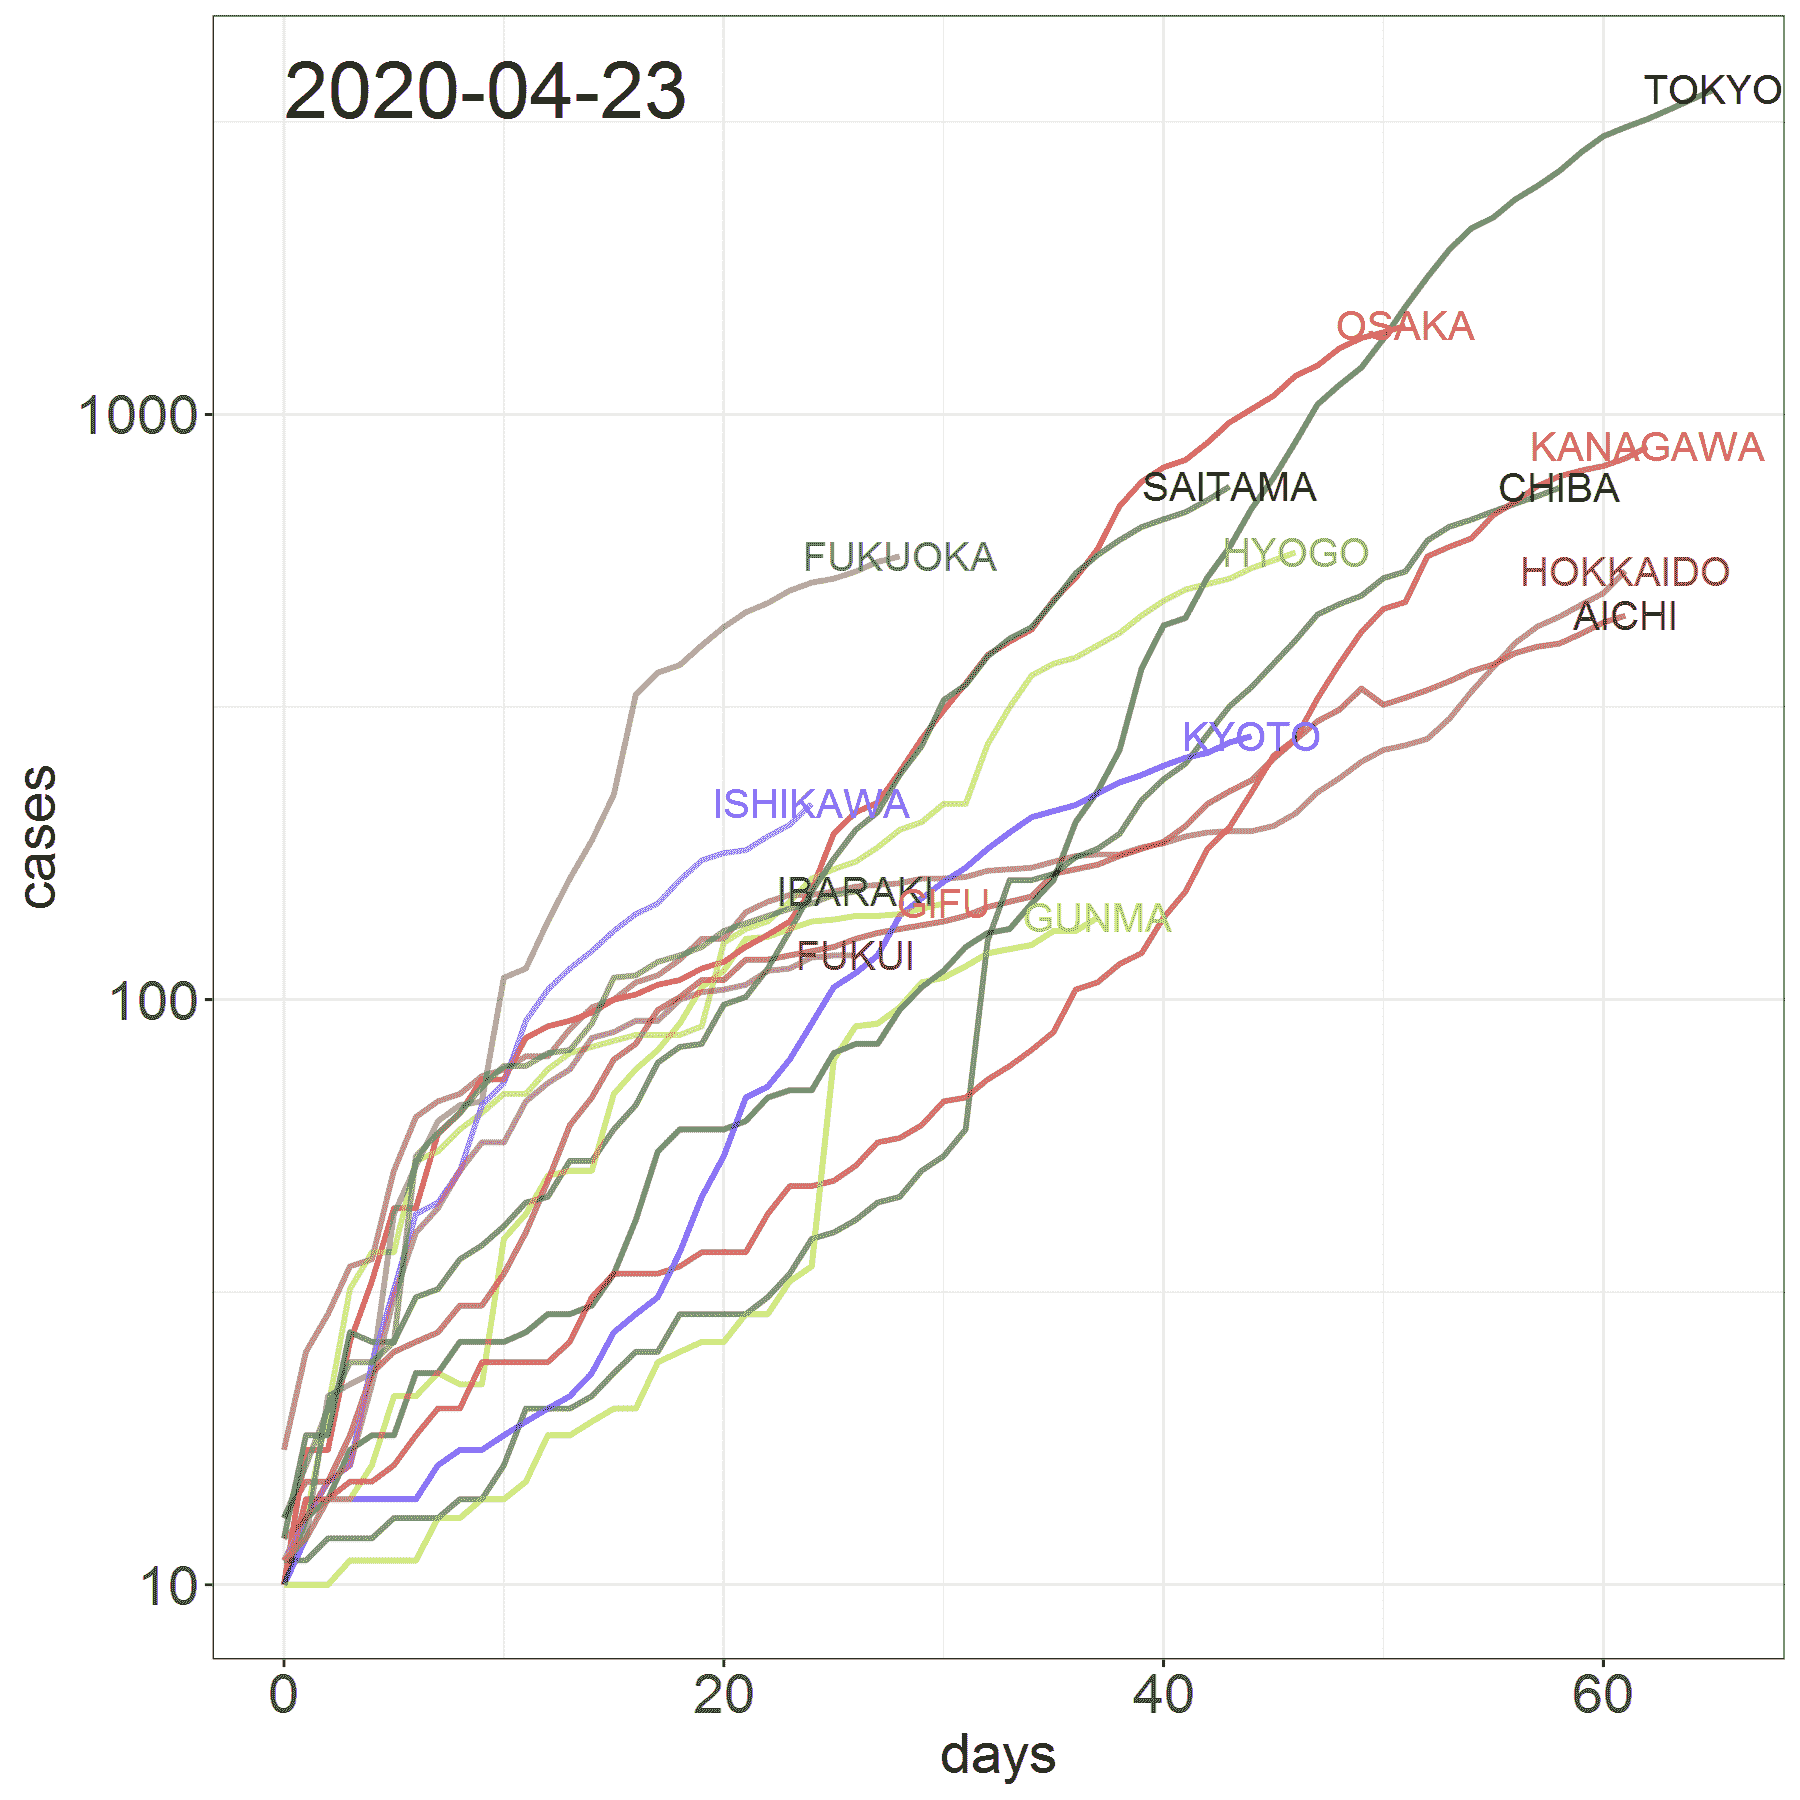 2020-04-23
TOKYO
OSAKA
1000
KANAGAWA
SAITAMA
CHIBA
FUKUOKA
HYOGO
HOKKAIDO
AICHI
KYOTO
ISHIKAWA
cases
IBARAKI
GIFU
GUNMA
FUKUI
100
10
0
20
40
60
days